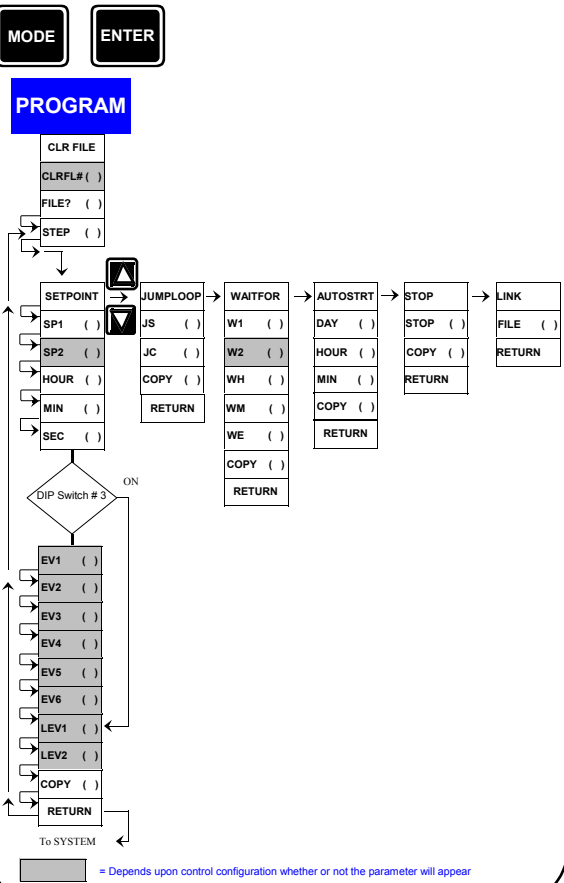 MODE ENTER
PROGRAM
CLR FILE
CLRFL# ( )
FILE? ( )
STEP ( )
SETPOINT
SP1 ( )
SP2 ( )
HOUR ( )
MIN ( )
SEC ( )
JUMPLOOP
JS ( )
JC ( )
COPY ( )
RETURN
WAITFOR
W1 ( )
W2 ( )
WH ( )
WM ( )
WE ( )
COPY ( )
RETURN
AUTOSTRT
DAY ( )
HOUR ( )
MIN ( )
COPY ( )
RETURN
STOP
STOP ( )
COPY ( )
RETURN
LINK
FILE ( )
RETURN
DIP Switch # 3
ON
EV1 ( )
EV2 ( )
EV3 ( )
EV4 ( )
EV5 ( )
EV6 ( )
LEV1 ( )
LEV2 ( )
COPY ( )
RETURN
To SYSTEM
= Depends upon control configuration whether or not the parameter will appear